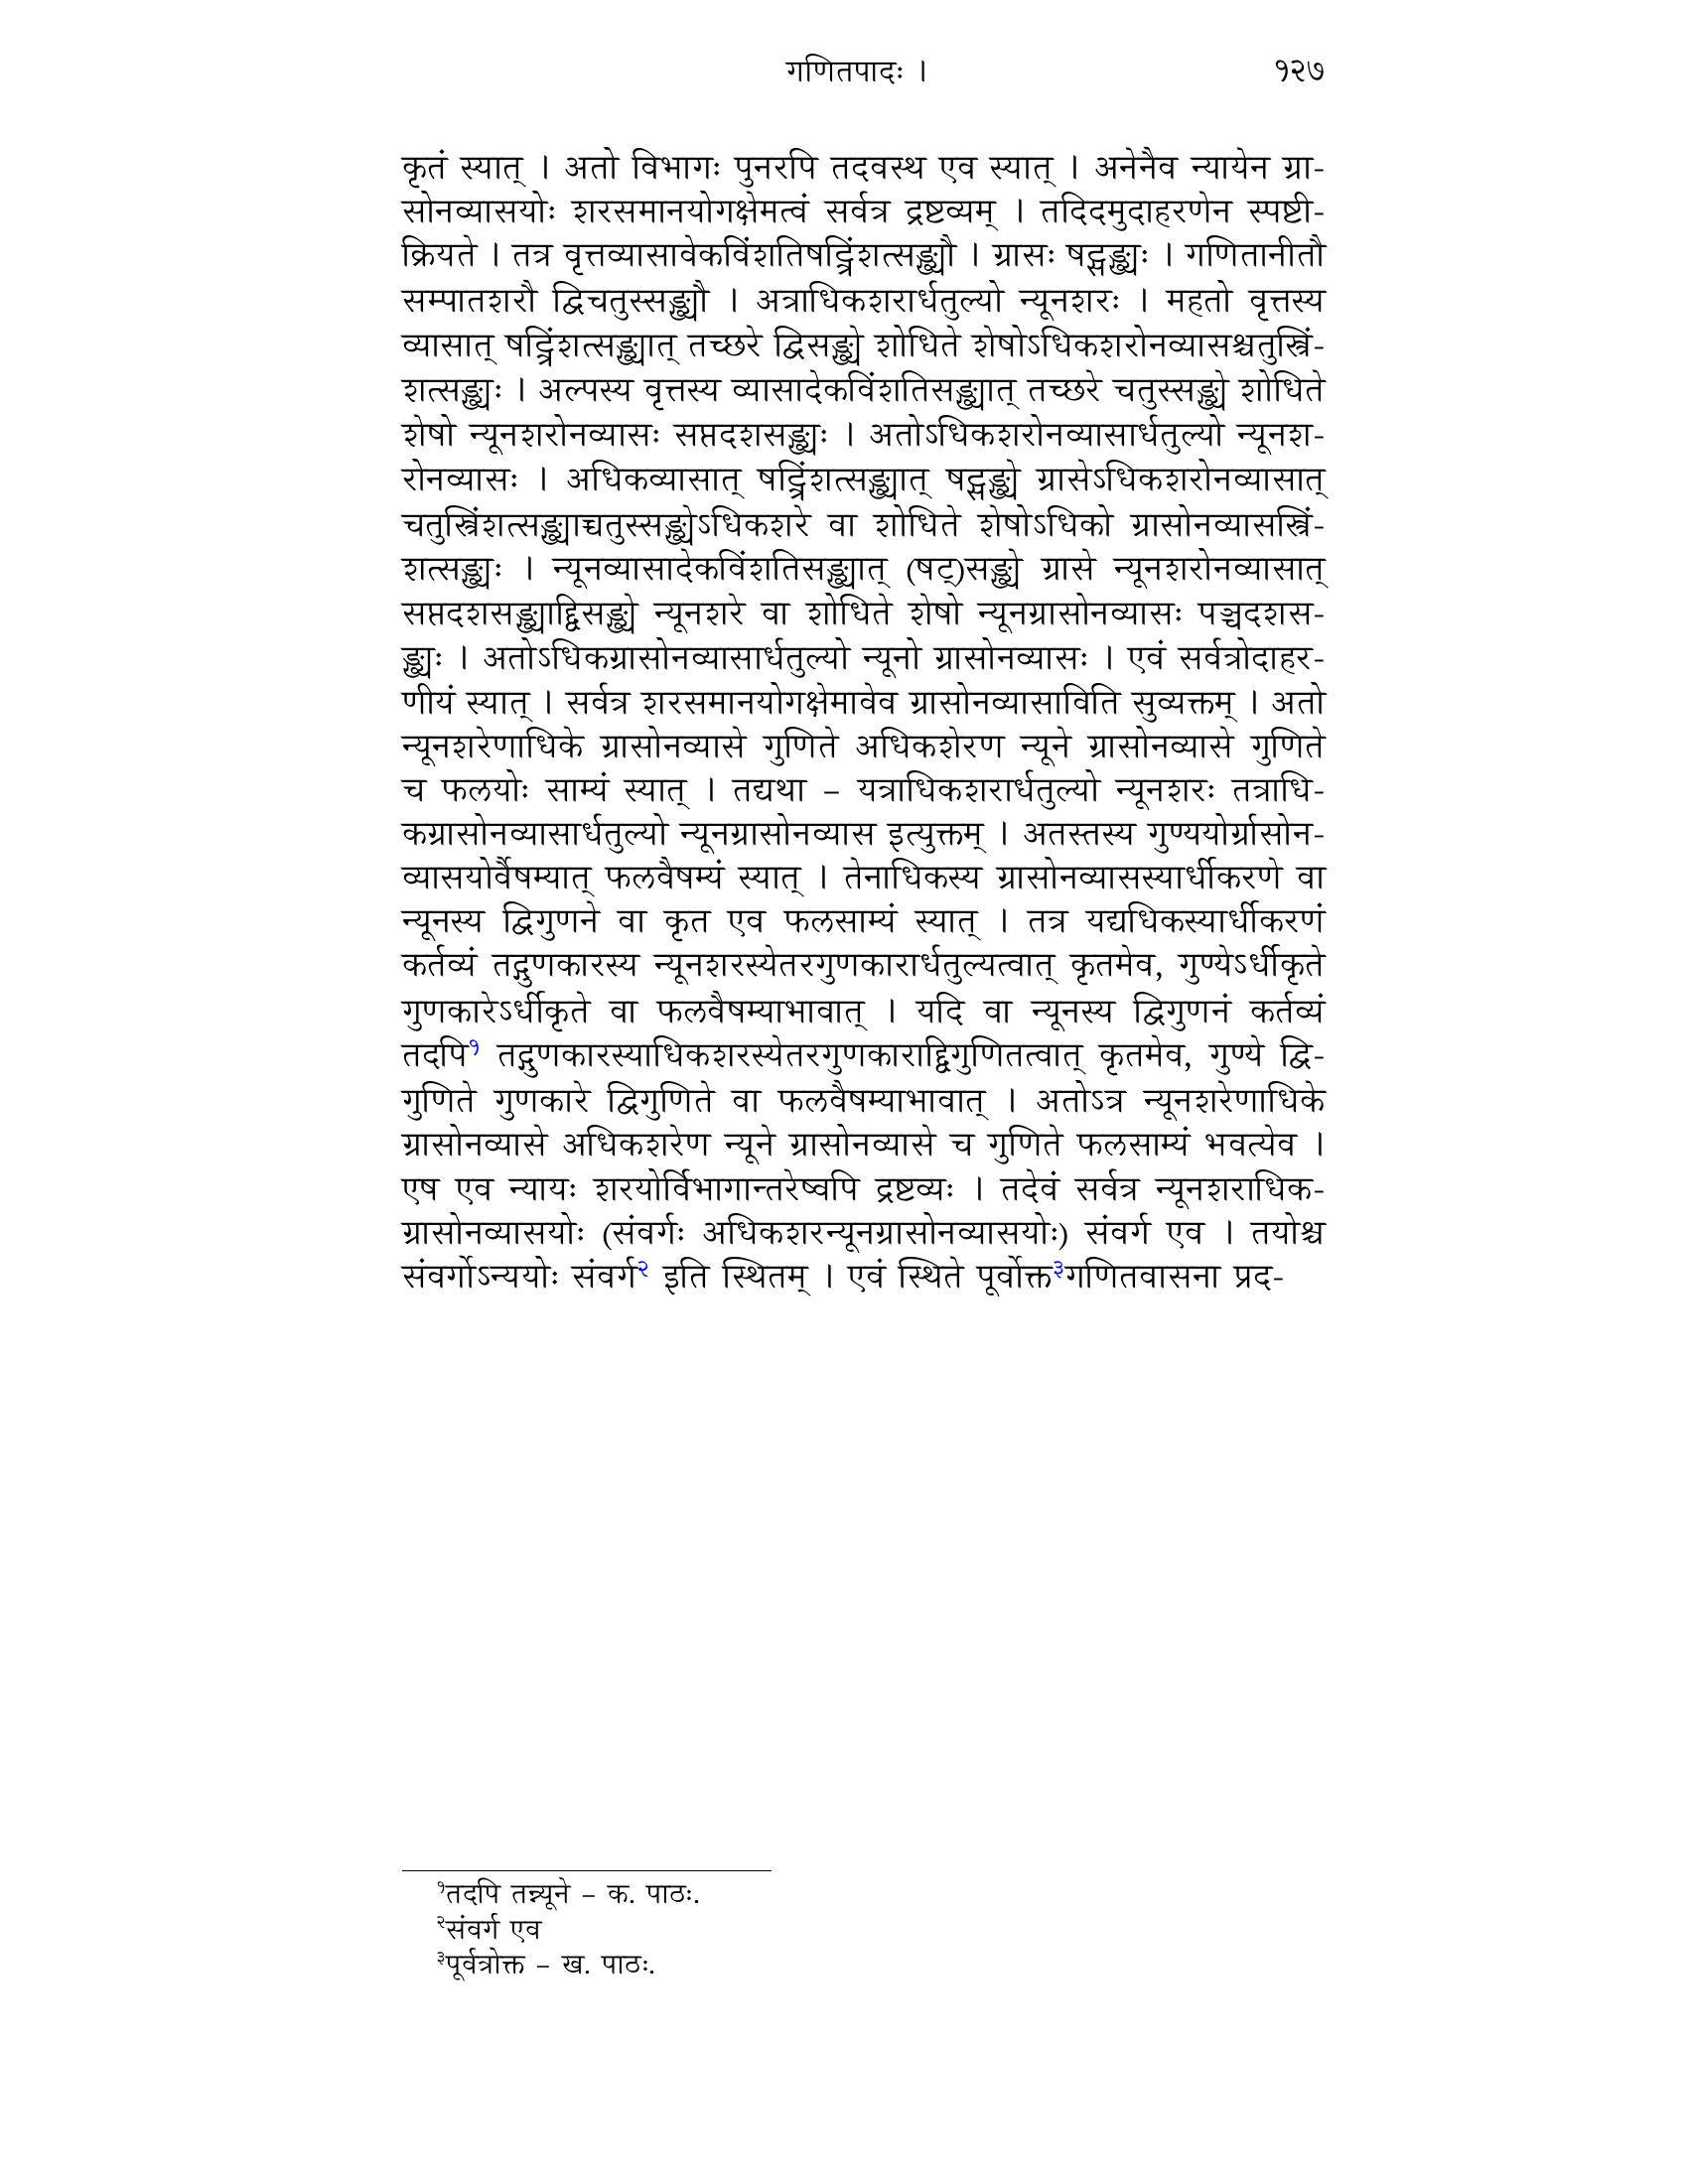 गणितपादः । १२७
कृतं स्यात् । अतो विभागः पुनरपि तदवस्थ एव स्यात् । अनेनैव न्यायेन ग्रा-
सोनव्यासयोः शरसमानयोगक्षेमत्वं सर्वत्र द्रष्टव्यम् । तदिदमुदाहरणेन स्पष्टी-
क्रियते । तत्र वृत्तव्यासावेकविंशतिषट्त्रिंशत्सङ्ख्यौ । ग्रासः षट्सङ्ख्यः । गणितानीतौ
सम्पातशरौ द्विचतुस्सङ्ख्यौ । अत्राधिकशरार्धतुल्यो न्यूनशरः । महतो वृत्तस्य
व्यासात् षट्त्रिंशत्सङ्ख्यात् तच्छरे द्विसङ्ख्ये शोधिते शेषोऽधिकशरोनव्यासश्चतुस्त्रिं-
शत्सङ्ख्यः । अल्पस्य वृत्तस्य व्यासादेकविंशतिसङ्ख्यात् तच्छरे चतुस्सङ्ख्ये शोधिते
शेषो न्यूनशरोनव्यासः सप्तदशसङ्ख्यः । अतोऽधिकशरोनव्यासार्धतुल्यो न्यूनश-
रोनव्यासः । अधिकव्यासात् षट्त्रिंशत्सङ्ख्यात् षट्सङ्ख्ये ग्रासेऽधिकशरोनव्यासात्
चतुस्त्रिंशत्सङ्ख्याच्चतुस्सङ्ख्येऽधिकशरे वा शोधिते शेषोऽधिको ग्रासोनव्यासस्त्रिं-
शत्सङ्ख्यः । न्यूनव्यासादेकविंशतिसङ्ख्यात् (षट्)सङ्ख्ये ग्रासे न्यूनशरोनव्यासात्
सप्तदशसङ्ख्याद्द्विसङ्ख्ये न्यूनशरे वा शोधिते शेषो न्यूनग्रासोनव्यासः पञ्चदशस-
ङ्ख्यः । अतोऽधिकग्रासोनव्यासार्धतुल्यो न्यूनो ग्रासोनव्यासः । एवं सर्वत्रोदाहर-
णीयं स्यात् । सर्वत्र शरसमानयोगक्षेमावेव ग्रासोनव्यासाविति सुव्यक्तम् । अतो
न्यूनशरेणाधिके ग्रासोनव्यासे गुणिते अधिकशेरण न्यूने ग्रासोनव्यासे गुणिते
च फलयोः साम्यं स्यात् । तद्यथा – यत्राधिकशरार्धतुल्यो न्यूनशरः तत्राधि-
कग्रासोनव्यासार्धतुल्यो न्यूनग्रासोनव्यास इत्युक्तम् । अतस्तस्य गुण्ययोर्ग्रासोन-
व्यासयोर्वैषम्यात् फलवैषम्यं स्यात् । तेनाधिकस्य ग्रासोनव्यासस्यार्धीकरणे वा
न्यूनस्य द्विगुणने वा कृत एव फलसाम्यं स्यात् । तत्र यद्यधिकस्यार्धीकरणं
कर्तव्यं तद्गुणकारस्य न्यूनशरस्येतरगुणकारार्धतुल्यत्वात् कृतमेव, गुण्येऽर्धीकृते
गुणकारेऽर्धीकृते वा फलवैषम्याभावात् । यदि वा न्यूनस्य द्विगुणनं कर्तव्यं
तदपि१ तद्गुणकारस्याधिकशरस्येतरगुणकाराद्द्विगुणितत्वात् कृतमेव, गुण्ये द्वि-
गुणिते गुणकारे द्विगुणिते वा फलवैषम्याभावात् । अतोऽत्र न्यूनशरेणाधिके
ग्रासोनव्यासे अधिकशरेण न्यूने ग्रासोनव्यासे च गुणिते फलसाम्यं भवत्येव ।
एष एव न्यायः शरयोर्विभागान्तरेष्वपि द्रष्टव्यः । तदेवं सर्वत्र न्यूनशराधिक-
ग्रासोनव्यासयोः (संवर्गः अधिकशरन्यूनग्रासोनव्यासयोः) संवर्ग एव । तयोश्च
संवर्गोऽन्ययोः संवर्ग२ इति स्थितम् । एवं स्थिते पूर्वोक्त३गणितवासना प्रद-
१तदपि तन्न्यूने – क. पाठः.
२संवर्ग एव
३पूर्वत्रोक्त – ख. पाठः.